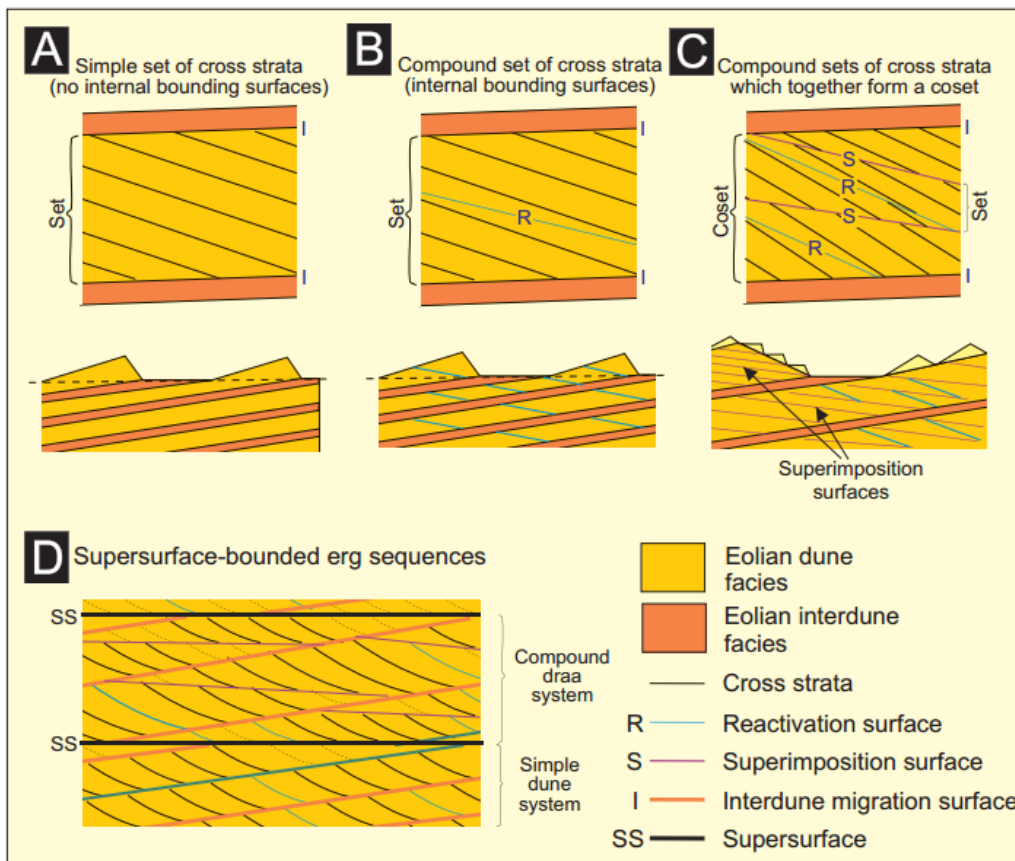 A
Simple set of cross strata
(no internal bounding surfaces)
I
Set
I
B
Compound set of cross strata
(internal bounding surfaces)
I
Set
R
I
C
Compound sets of cross strata
which together form a coset
I
S
R
S
R
Coset
Set
I
Superimposition
surfaces
D
Supersurface-bounded erg sequences
SS
SS
Compound
draa
system
Simple
dune
system
Eolian dune
facies
Eolian interdune
facies
Cross strata
R Reactivation surface
S Superimposition surface
I Interdune migration surface
SS Supersurface